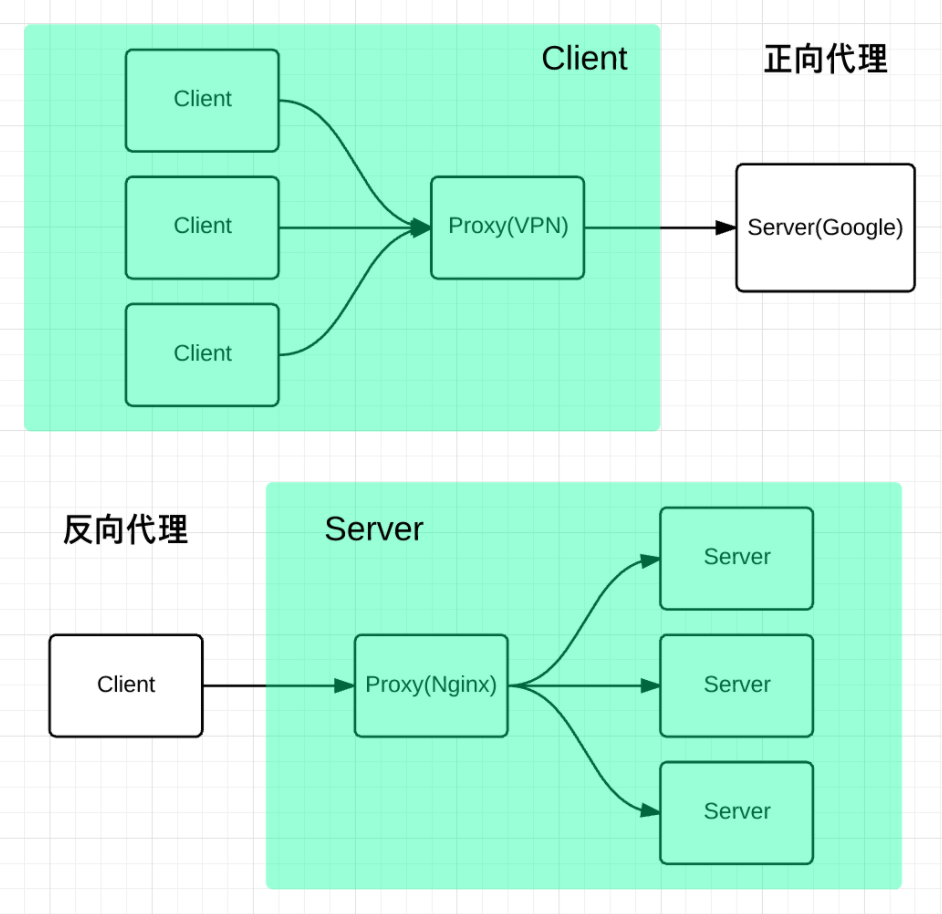 Client
正向代理
Client
Client
Proxy(VPN)
Server(Google)
Client
反向代理
Server
Server
Client
Proxy(Nginx)
Server
Server